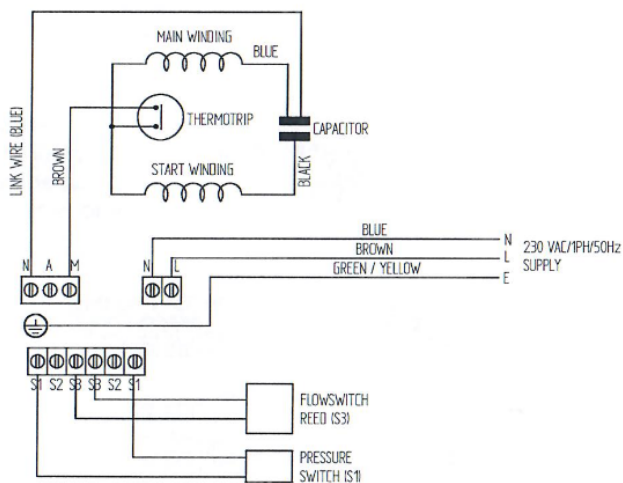 MAIN WINDING
BLUE
THERMOTRIP
CAPACITOR
START WINDING
BLACK
LINK WIRE (BLUE)
BROWN
N A M
N L
BLUE
BROWN
GREEN / YELLOW
N
L
E
230 VAC/1PH/50Hz
SUPPLY
S1 S2 S3 S3 S2 S1
FLOWSWITCH
REED (S3)
PRESSURE
SWITCH (S1)